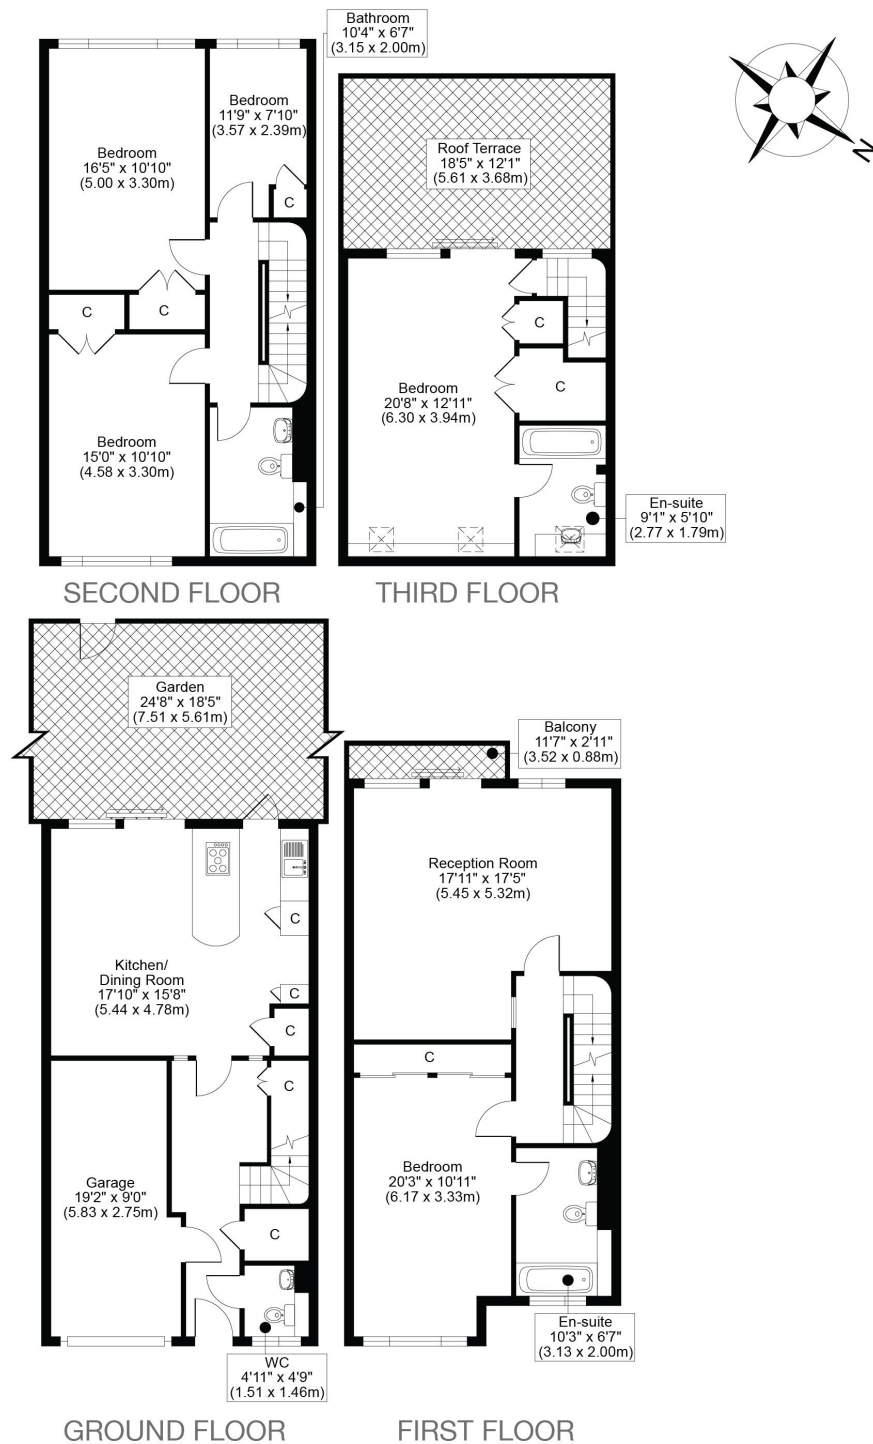 Bathroom
10'4" x 6'7"
(3.15 x 2.00m)
Bedroom
11'9" x 7'10"
(3.57 x 2.39m)
Bedroom
16'5" x 10'10"
(5.00 x 3.30m)
C
C
C
Bedroom
15'0" x 10'10"
(4.58 x 3.30m)
SECOND FLOOR
N
Roof Terrace
18'5" x 12'1"
(5.61 x 3.68m)
C
C
Bedroom
20'8" x 12'11"
(6.30 x 3.94m)
En-suite
9'1" x 5'10"
(2.77 x 1.79m)
THIRD FLOOR
Garden
24'8" x 18'5"
(7.51 x 5.61m)
C
C
Kitchen/
Dining Room
17'10" x 15'8"
(5.44 x 4.78m)
C
C
Garage
19'2" x 9'0"
(5.83 x 2.75m)
C
WC
4'11" x 4'9"
(1.51 x 1.46m)
GROUND FLOOR
Balcony
11'7" x 2'11"
(3.52 x 0.88m)
Reception Room
17'11" x 17'5"
(5.45 x 5.32m)
C
Bedroom
20'3" x 10'11"
(6.17 x 3.33m)
En-suite
10'3" x 6'7"
(3.13 x 2.00m)
FIRST FLOOR